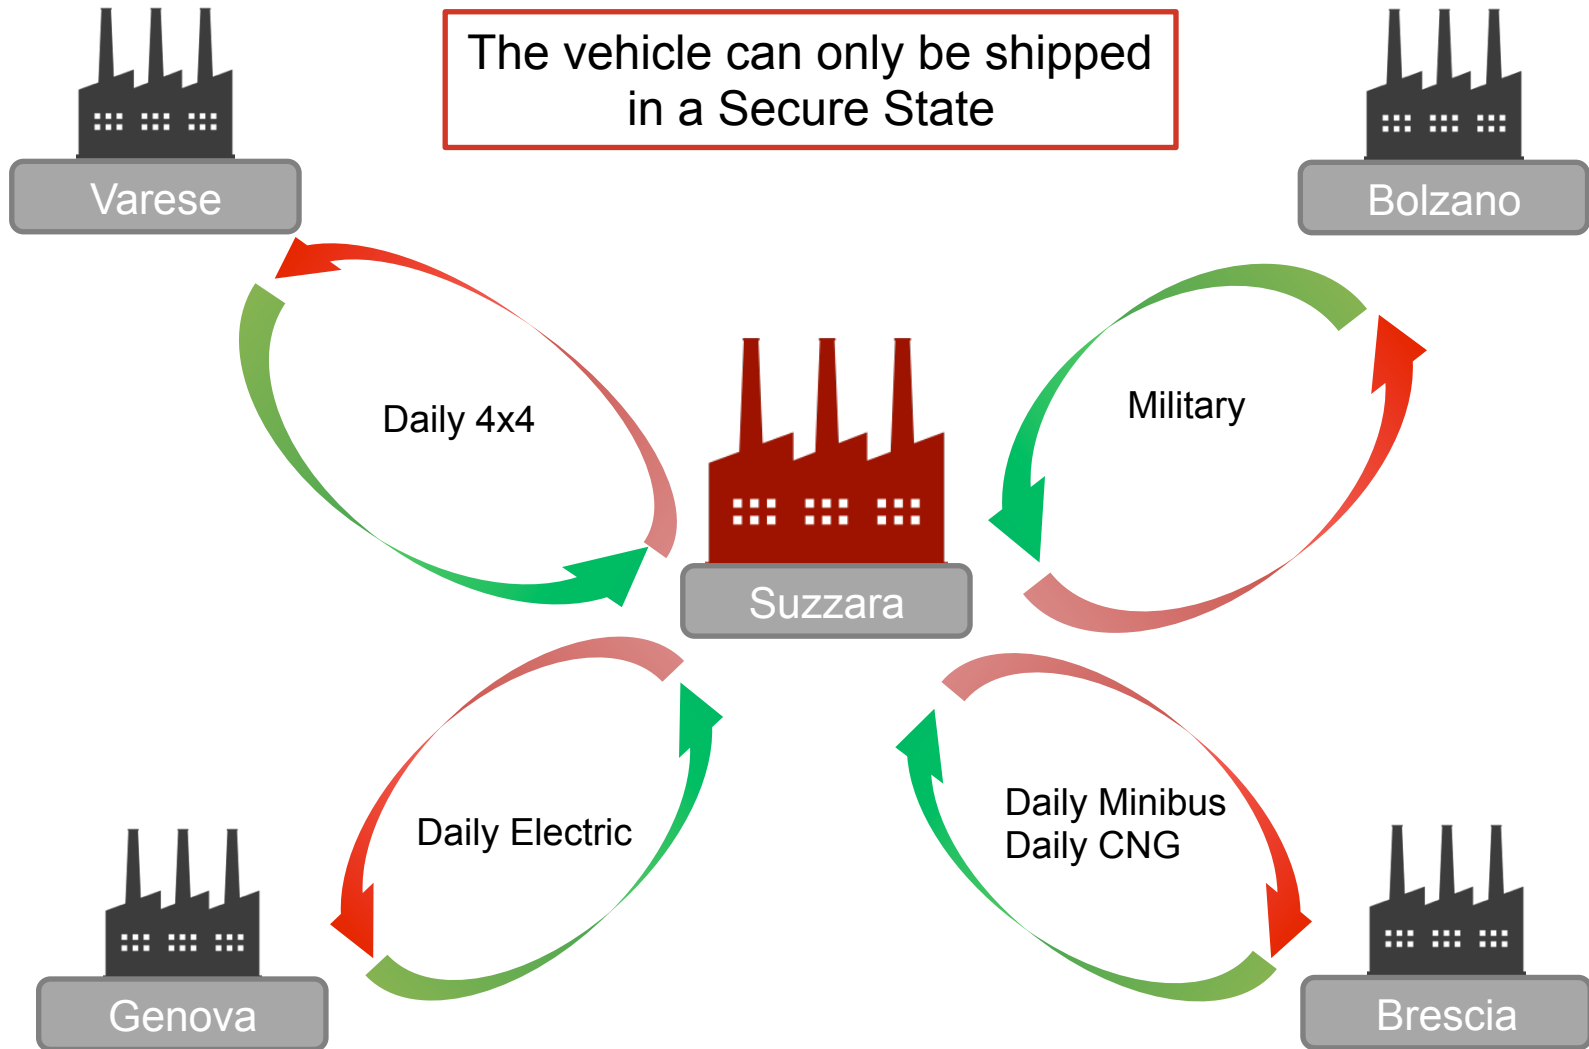 The vehicle can only be shipped
in a Secure State
Varese
Bolzano
Daily 4x4
Military
Suzzara
Daily Electric
Daily Minibus
Daily CNG
Genova
Brescia